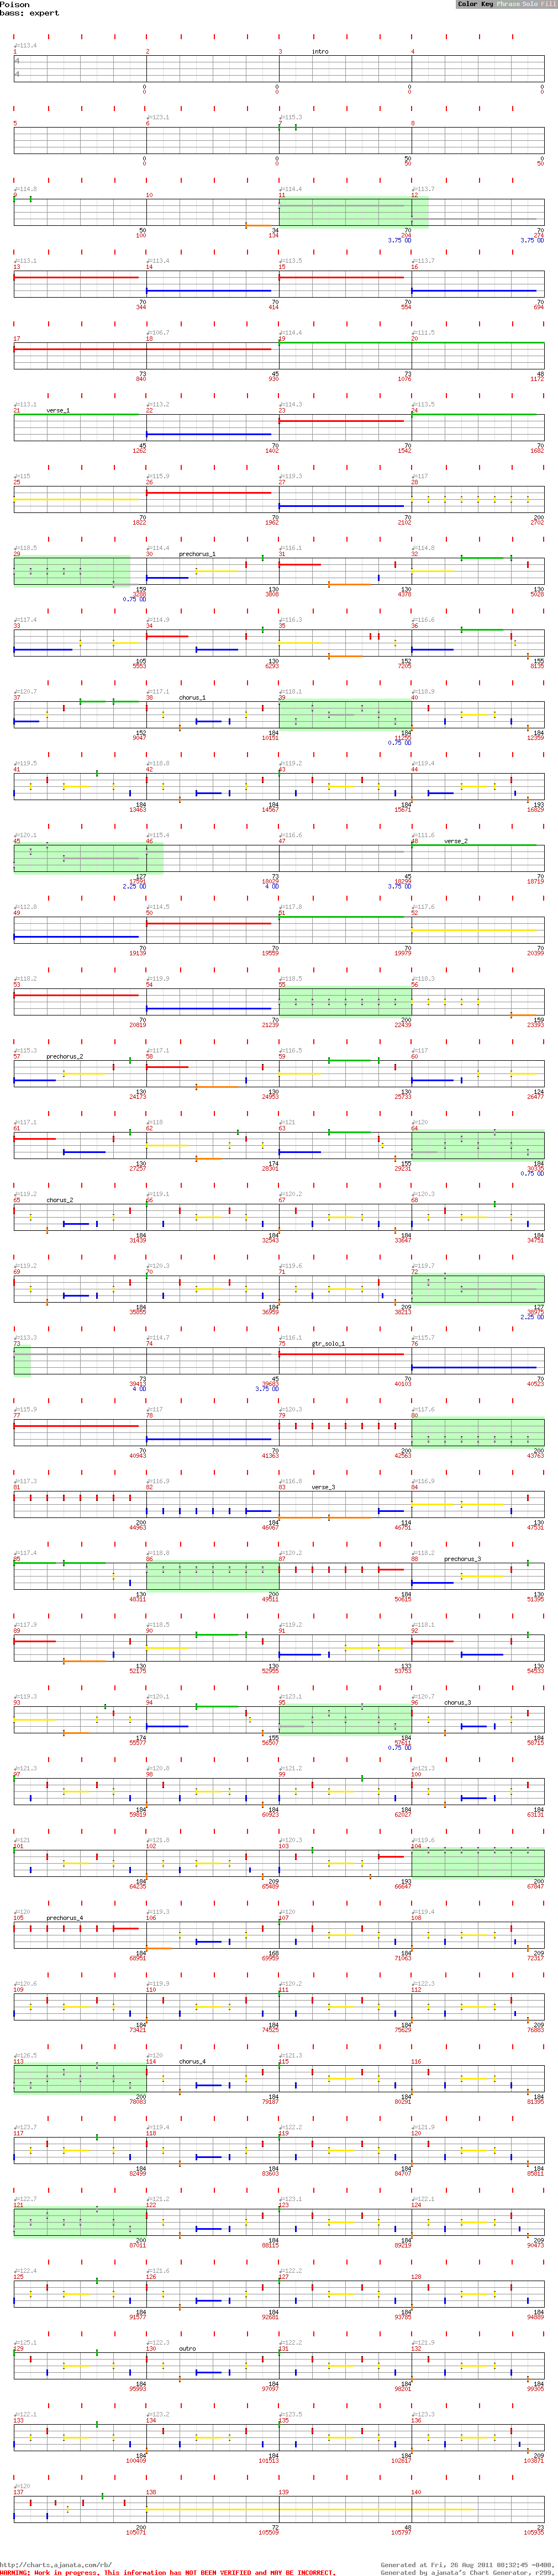 Poison
bass: expert
Color Key Phrase Solo Fill
♩=113.4
1 2 3 intro 4
0 0 0 0
0 0 0 0
♩=123.1 ♩=115.3
5 6 7 8
0 0 50 50
0 0 50 50
♩=114.8 ♩=114.4 ♩=113.7
9 10 11 12
50 34 70 70
100 134 204 274
3.75 OD 3.75 OD
♩=113.1 ♩=113.4 ♩=113.5 ♩=113.7
13 14 15 16
70 70 70 70
344 414 554 694
♩=106.7 ♩=114.4 ♩=111.5
17 18 19 20
73 45 73 48
840 930 1076 1172
♩=113.1 ♩=113.2 ♩=114.3 ♩=113.5
21 verse_1 22 23 24
45 70 70 70
1262 1402 1542 1682
♩=115 ♩=115.9 ♩=119.3 ♩=117
25 26 27 28
70 70 70 200
1822 1962 2102 2702
♩=118.5 ♩=114.4 ♩=116.1 ♩=114.8
29 30 prechorus_1 31 32
159 130 130 130
3808 4378 5028
0.75 OD
♩=117.4 ♩=114.9 ♩=116.3 ♩=116.6
33 34 35 36
105 139 152 155
5553 6293 7205 8135
♩=120.7 ♩=117.1 ♩=118.1 ♩=118.9
37 38 chorus_1 39 40
152 184 184 184
9047 10151 11255 12359
0.75 OD
♩=119.5 ♩=118.8 ♩=119.2 ♩=119.4
41 42 43 44
184 184 184 193
13463 14567 15671 16829
♩=120.1 ♩=115.4 ♩=116.6 ♩=111.6
45 46 47 48 verse_2
127 73 45 70
17591 18029 18299 18719
2.25 OD 4 OD 3.75 OD
♩=112.8 ♩=114.5 ♩=117.8 ♩=117.6
49 50 51 52
70 70 70 70
19139 19559 19979 20399
♩=118.2 ♩=119.9 ♩=118.5 ♩=118.3
53 54 55 56
70 70 200 159
20819 21239 22439 23393
♩=115.3 ♩=117.1 ♩=116.5 ♩=117
57 prechorus_2 58 59 60
130 130 130 124
24173 24953 25733 26477
♩=117.1 ♩=118 ♩=121 ♩=120
61 62 63 64
130 174 155 184
27257 28301 29231 30335
0.75 OD
♩=119.2 ♩=119.1 ♩=120.2 ♩=120.3
65 chorus_2 66 67 68
184 184 184 184
31439 32543 33647 34751
♩=119.2 ♩=120.3 ♩=119.7
69 70 71 72
184 184 209 127
35855 36959 38213 38975
2.25 OD
♩=113.3 ♩=114.7 ♩=116.1 ♩=115.7
73 74 75 gtr_solo_1 76
73 45 70 70
39413 39683 40103 40523
4 OD 3.75 OD
♩=115.9 ♩=117 ♩=120.3 ♩=117.6
77 78 79 80
70 70 200 200
40943 41363 42563 43763
♩=117.3 ♩=116.9 ♩=116.8 ♩=116.9
81 82 83 verse_3 84
200 184 114 130
44963 46067 46751 47531
♩=117.4 ♩=118.8 ♩=120.2 ♩=118.2
85 86 87 88 prechorus_3
130 200 184 130
48311 49511 50615 51395
♩=117.9 ♩=118.5 ♩=119.2 ♩=118.1
89 90 91 92
130 130 133 130
52175 52955 53753 54533
♩=119.3 ♩=120.1 ♩=123.1 ♩=120.7
93 94 95 96 chorus_3
174 155 184 184
55577 56507 57611 58715
0.75 OD
♩=121.3 ♩=120.8 ♩=121.2 ♩=121.3
97 98 99 100
184 184 184 184
59819 60923 62027 63131
♩=121 ♩=121.8 ♩=120.3 ♩=119.6
101 102 103 104
184 209 193 200
64235 65489 66647 67847
♩=120 ♩=119.3 ♩=120 ♩=119.4
105 prechorus_4 106 107 108
184 168 184 209
68951 69959 71063 72317
♩=120.6 ♩=119.9 ♩=120.2 ♩=122.3
109 110 111 112
184 184 184 209
73421 74525 75629 76883
♩=126.5 ♩=120 ♩=121.3
113 114 chorus_4 115 116
200 184 184 184
78083 79187 80291 81395
♩=123.7 ♩=119.4 ♩=122.2 ♩=121.9
117 118 119 120
184 184 184 184
82499 83603 84707 85811
♩=122.7 ♩=121.2 ♩=123.1 ♩=122.1
121 122 123 124
200 184 184 209
87011 88115 89219 90473
♩=122.4 ♩=121.6 ♩=122.2
125 126 127 128
184 184 184 184
91577 92681 93785 94889
♩=125.1 ♩=122.3 ♩=122.2 ♩=121.9
129 130 outro 131 132
184 184 184 184
95993 97097 98201 99305
♩=122.1 ♩=123.2 ♩=123.5 ♩=123.3
133 134 135 136
184 184 184 209
100409 101513 102617 103871
♩=120
137 138 139 140
200 72 48 23
105071 105509 105797 105935
http://charts.ajanata.com/rb/
Generated at Fri, 26 Aug 2011 08:32:45 -0400.
WARNING: Work in progress. This information has NOT BEEN VERIFIED and MAY BE INCORRECT.
Generated by ajanata's Chart Generator, r299.